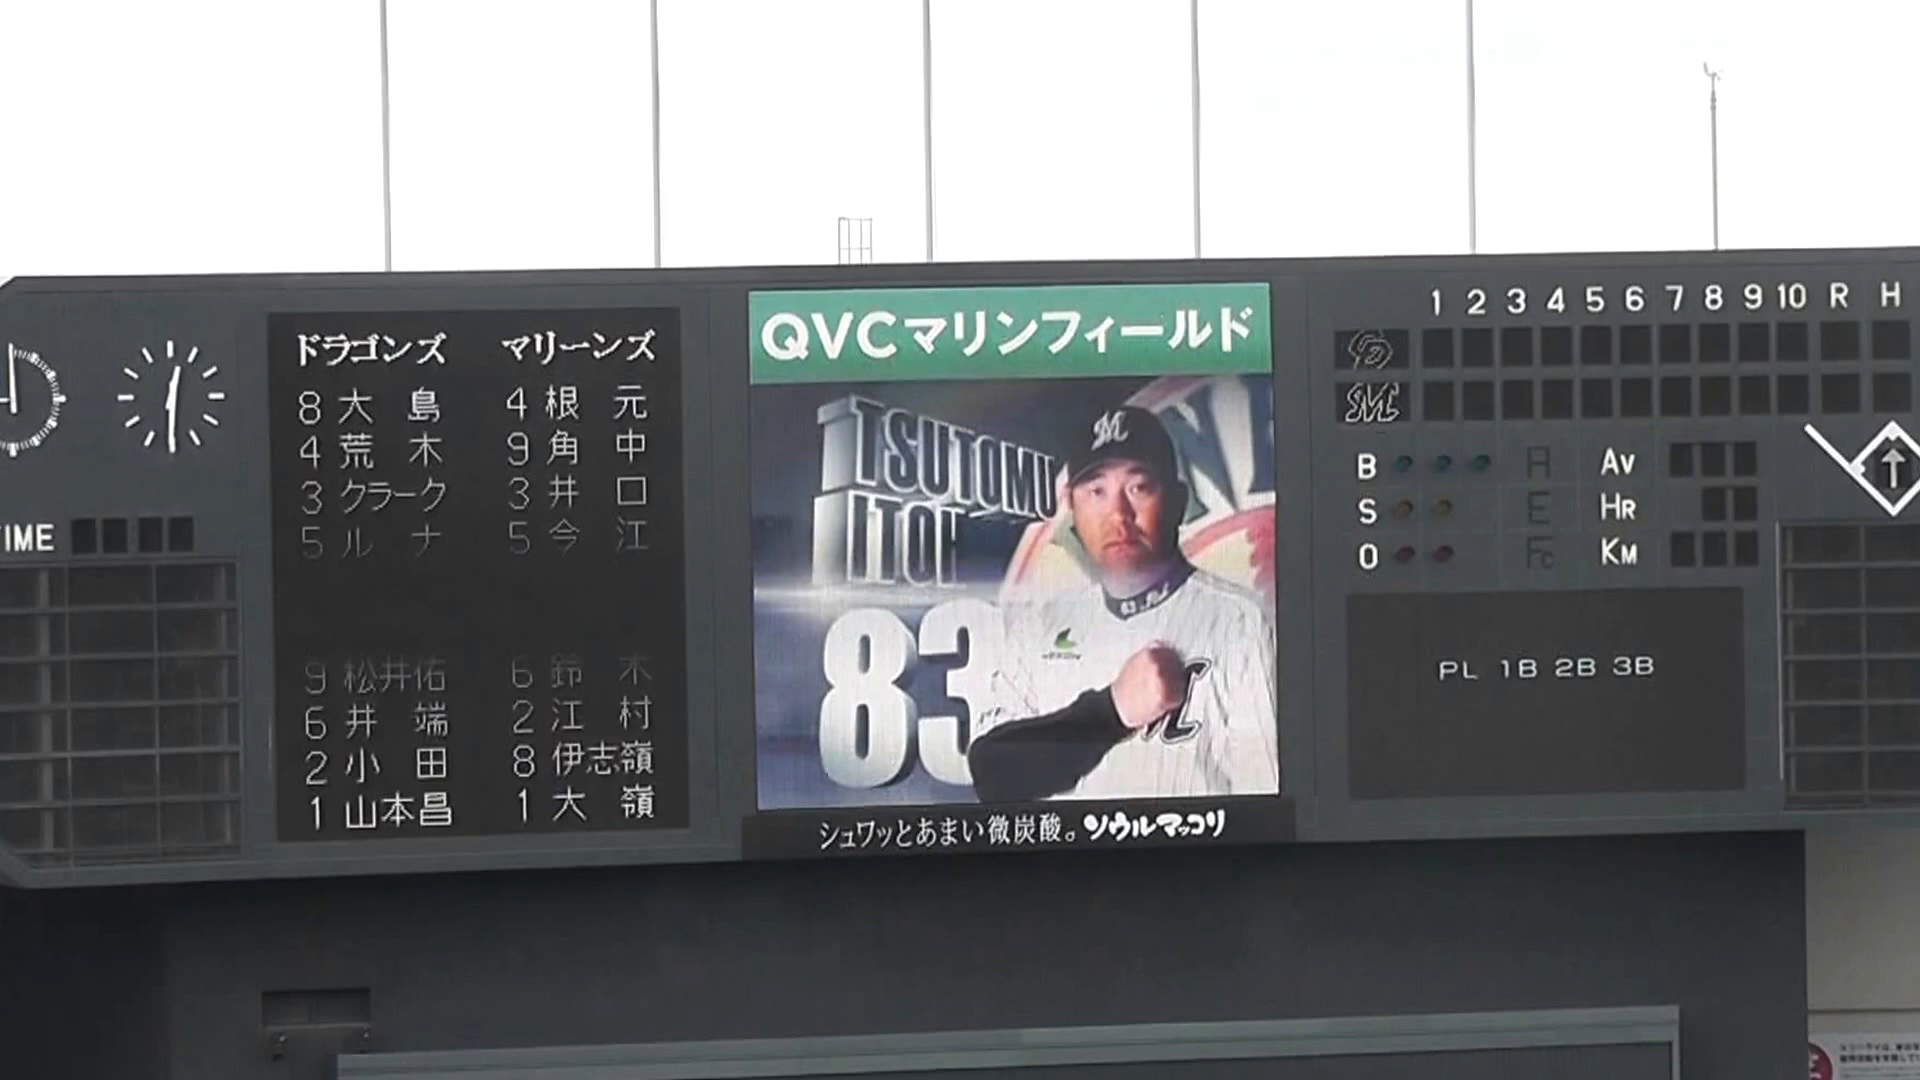 QVCマリンフィールド
ドラゴンズ マリーンズ
8 大島 4 根元
4 荒木 9 角中
3 クラーク 3 井口
5 ルナ 5 今江
9 松井佑 6 鈴木
6 井端 2 江村
2 小田 8 伊志嶺
1 山本昌 1 大嶺
TIME
TSUTOMU
ITOH
83
M
シュワッとあまい微炭酸。ソウルマッコリ
1 2 3 4 5 6 7 8 9 10 R H
CD
M
B H AV
S E HR
O FC KM
PL 1B 2B 3B